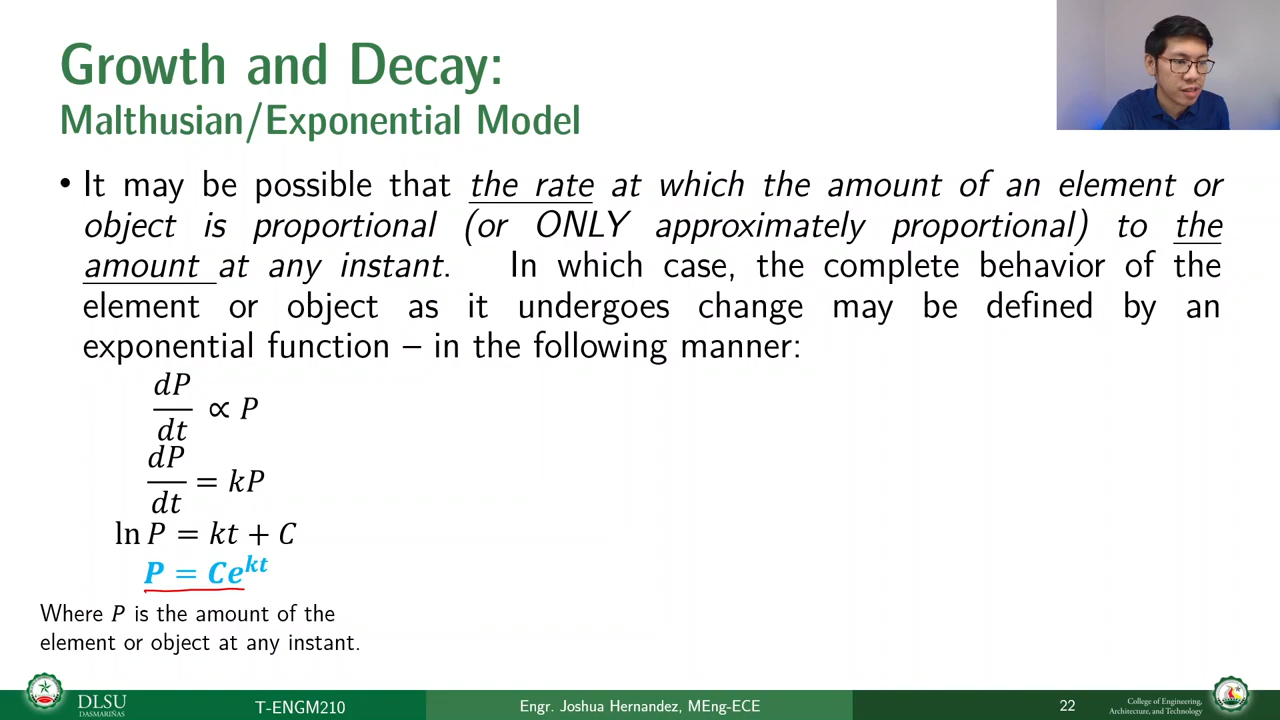 Growth and Decay:
Malthusian/Exponential Model
• It may be possible that the rate at which the amount of an element or
object is proportional (or ONLY approximately proportional) to the
amount at any instant. In which case, the complete behavior of the
element or object as it undergoes change may be defined by an
exponential function – in the following manner:
dP/dt ∝ P
dP/dt = kP
ln P = kt + C
P = Ce^{kt}
Where P is the amount of the
element or object at any instant.
DLSU
DASMARIÑAS
T-ENGM210
Engr. Joshua Hernandez, MEng-ECE
22
College of Engineering,
Architecture, and Technology